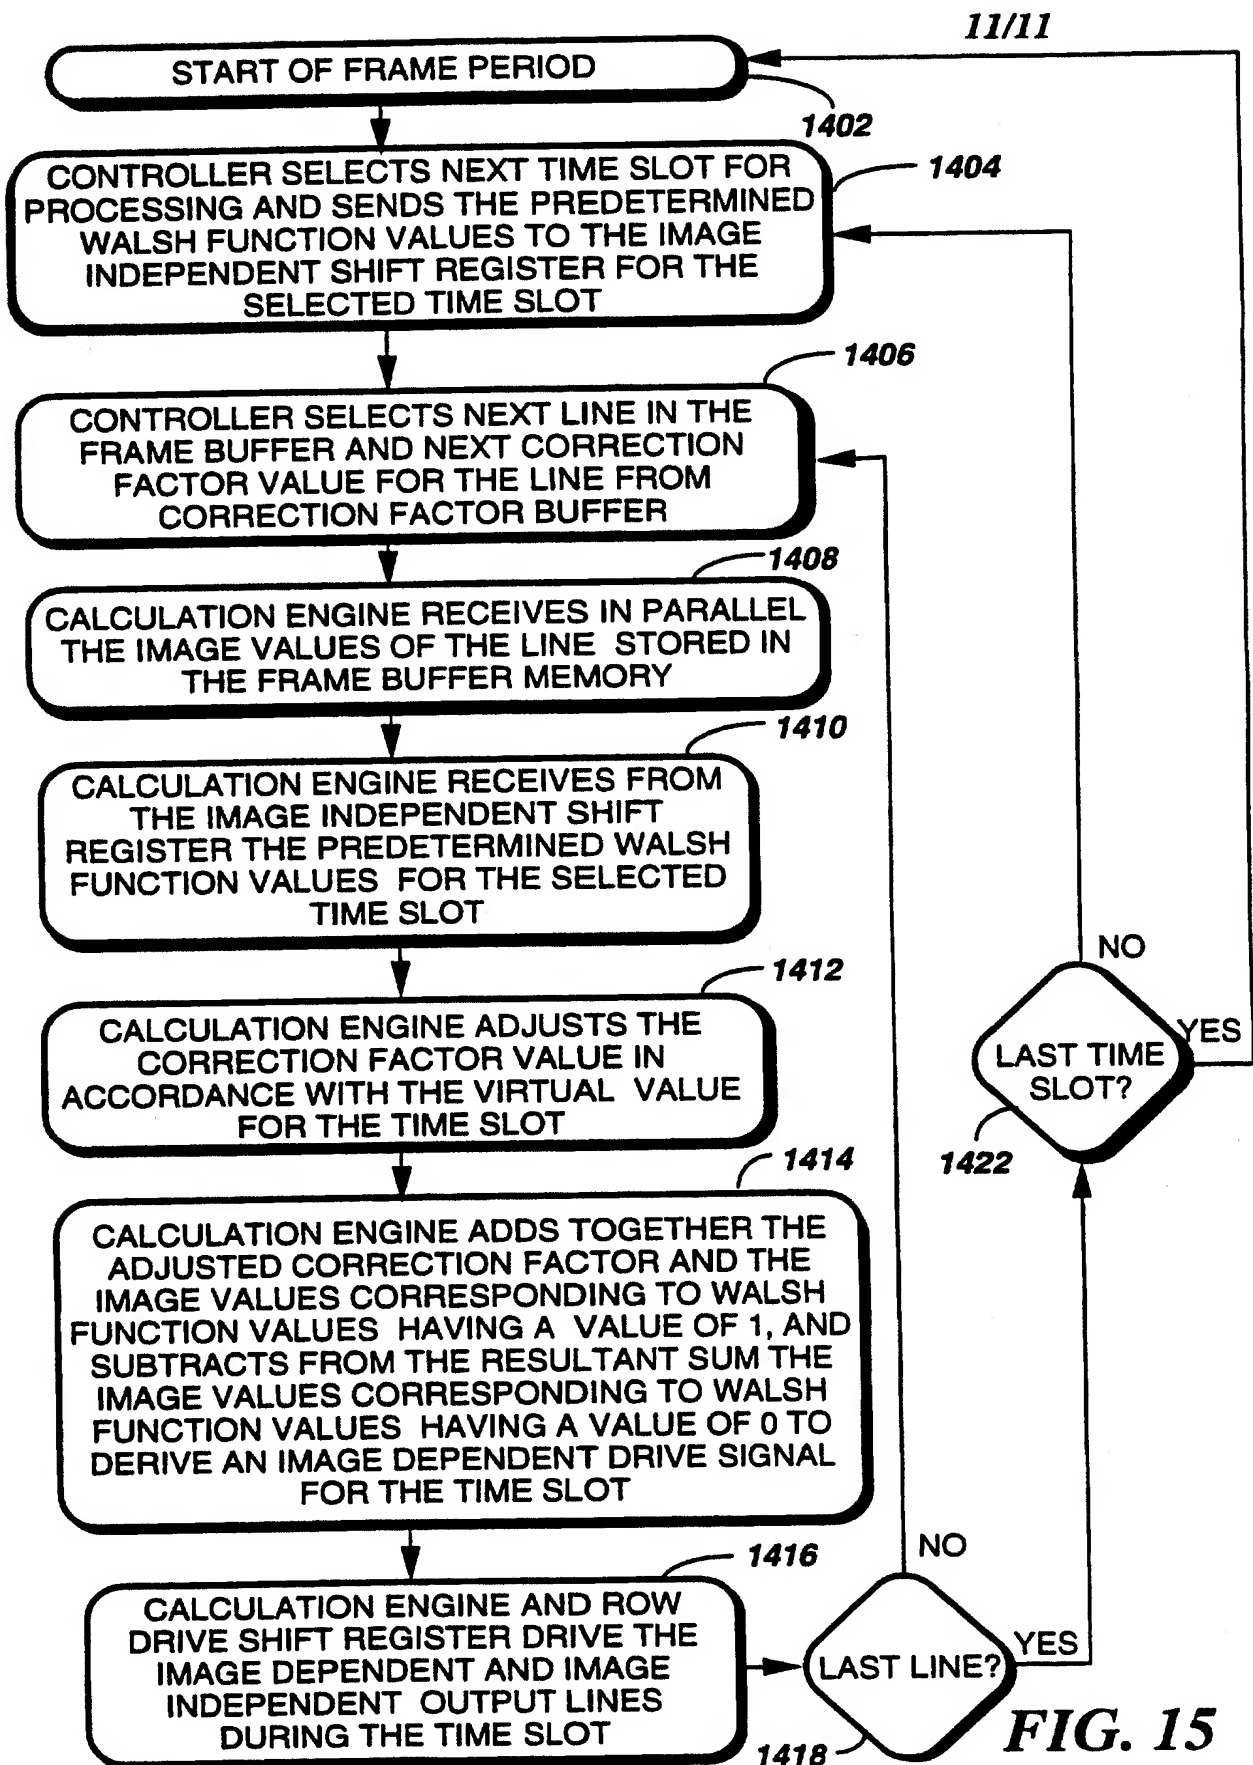 11/11
START OF FRAME PERIOD
1402
CONTROLLER SELECTS NEXT TIME SLOT FOR
PROCESSING AND SENDS THE PREDETERMINED
WALSH FUNCTION VALUES TO THE IMAGE
INDEPENDENT SHIFT REGISTER FOR THE
SELECTED TIME SLOT
1404
CONTROLLER SELECTS NEXT LINE IN THE
FRAME BUFFER AND NEXT CORRECTION
FACTOR VALUE FOR THE LINE FROM
CORRECTION FACTOR BUFFER
1406
CALCULATION ENGINE RECEIVES IN PARALLEL
THE IMAGE VALUES OF THE LINE STORED IN
THE FRAME BUFFER MEMORY
1408
CALCULATION ENGINE RECEIVES FROM
THE IMAGE INDEPENDENT SHIFT
REGISTER THE PREDETERMINED WALSH
FUNCTION VALUES FOR THE SELECTED
TIME SLOT
1410
CALCULATION ENGINE ADJUSTS THE
CORRECTION FACTOR VALUE IN
ACCORDANCE WITH THE VIRTUAL VALUE
FOR THE TIME SLOT
1412
CALCULATION ENGINE ADDS TOGETHER THE
ADJUSTED CORRECTION FACTOR AND THE
IMAGE VALUES CORRESPONDING TO WALSH
FUNCTION VALUES HAVING A VALUE OF 1, AND
SUBTRACTS FROM THE RESULTANT SUM THE
IMAGE VALUES CORRESPONDING TO WALSH
FUNCTION VALUES HAVING A VALUE OF 0 TO
DERIVE AN IMAGE DEPENDENT DRIVE SIGNAL
FOR THE TIME SLOT
1414
CALCULATION ENGINE AND ROW
DRIVE SHIFT REGISTER DRIVE THE
IMAGE DEPENDENT AND IMAGE
INDEPENDENT OUTPUT LINES
DURING THE TIME SLOT
1416
LAST LINE?
NO
YES
1418
LAST TIME
SLOT?
NO
YES
1422
FIG. 15